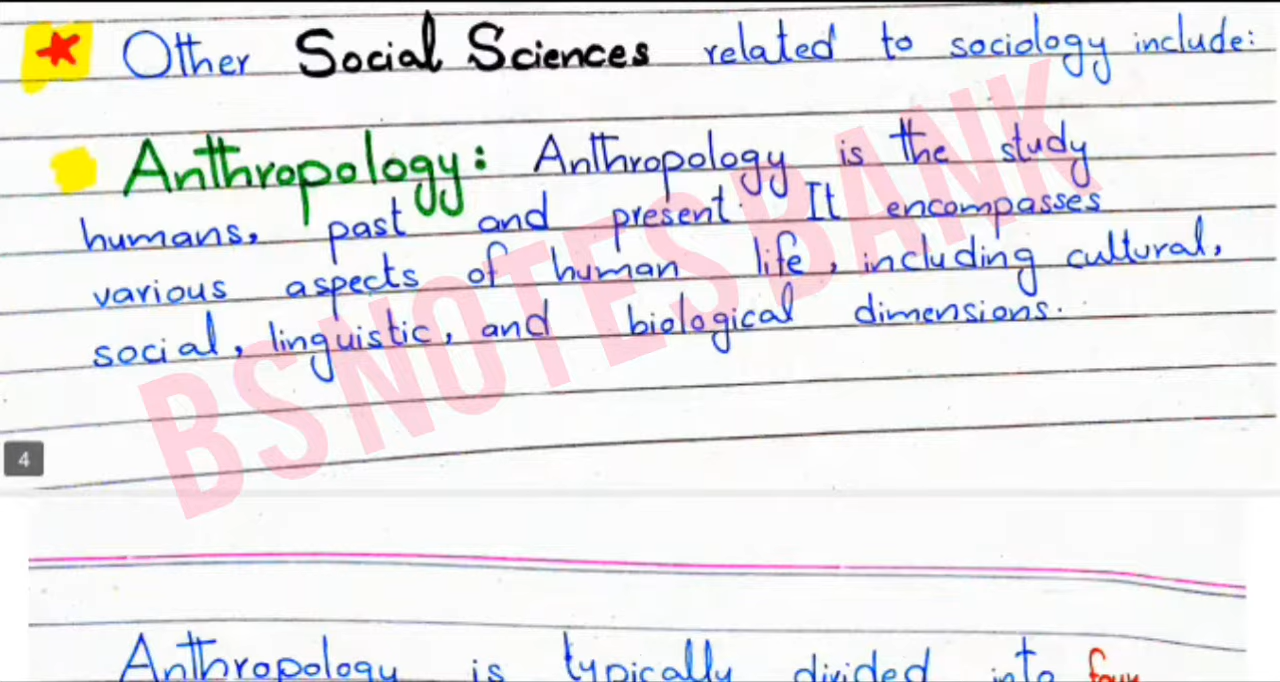 Other Social Sciences related to sociology include:
Anthropology: Anthropology is the study
humans, past and present. It encompasses
various aspects of human life, including cultural,
social, linguistic, and biological dimensions.
BSNOTESBANK
4
Anthropology is typically divided into four